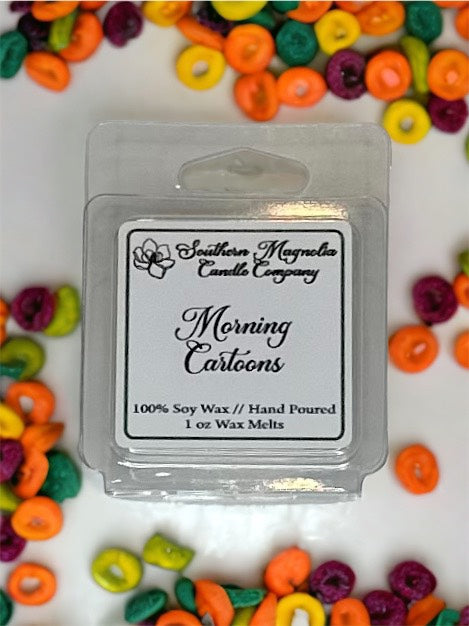 Southern Magnolia
Candle Company
Morning
Cartoons
100% Soy Wax // Hand Poured
1 oz Wax Melts